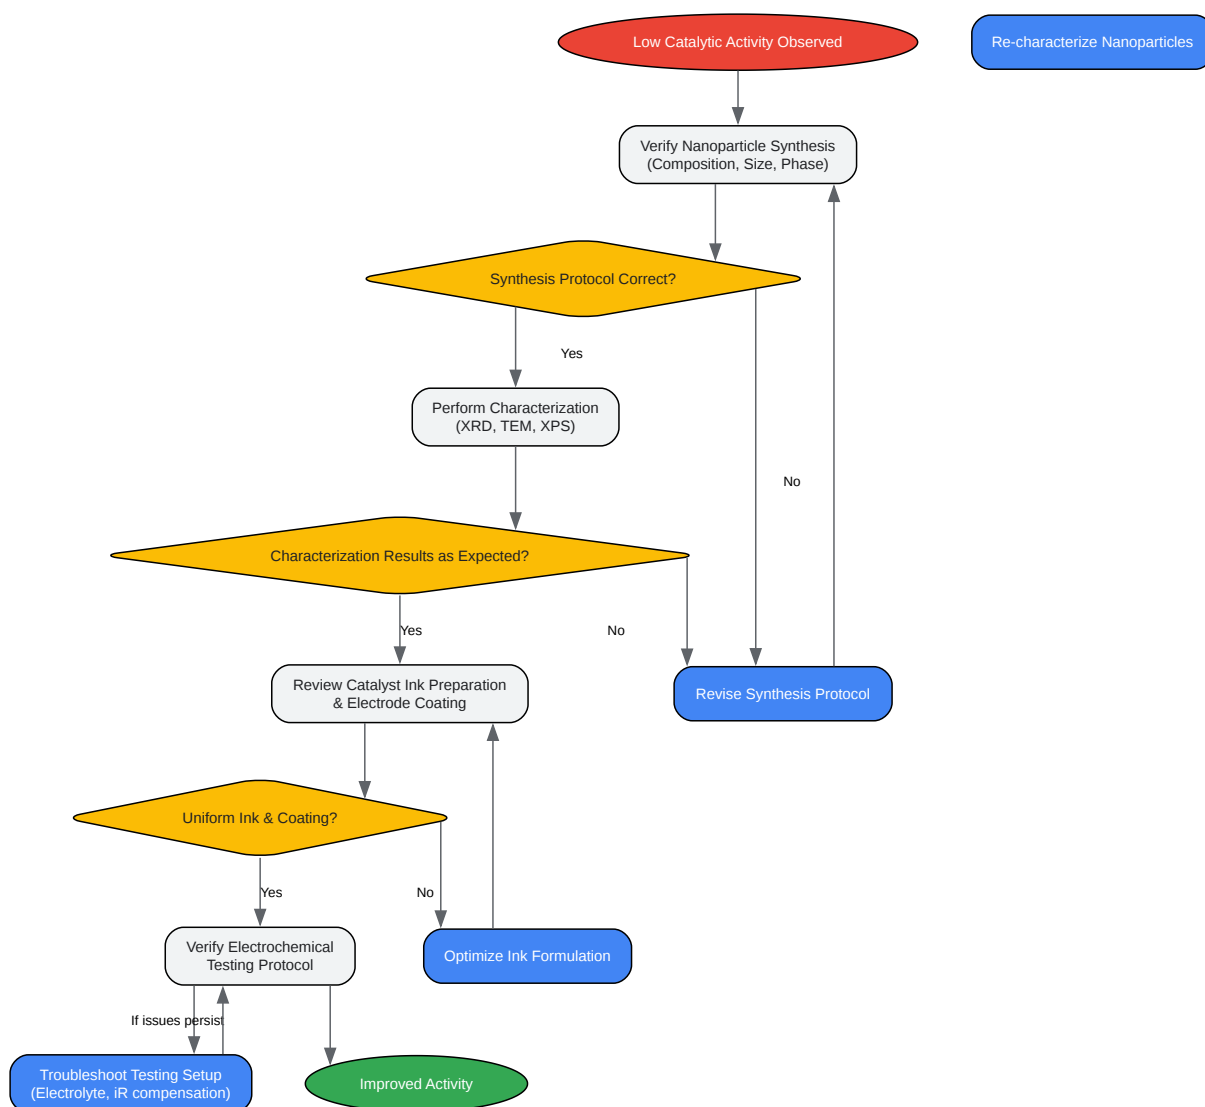 Low Catalytic Activity Observed
Re-characterize Nanoparticles
Verify Nanoparticle Synthesis
(Composition, Size, Phase)
Synthesis Protocol Correct?
Yes
Perform Characterization
(XRD, TEM, XPS)
No
Characterization Results as Expected?
Yes
No
Review Catalyst Ink Preparation
& Electrode Coating
Revise Synthesis Protocol
Uniform Ink & Coating?
Yes
No
Verify Electrochemical
Testing Protocol
Optimize Ink Formulation
If issues persist
Troubleshoot Testing Setup
(Electrolyte, iR compensation)
Improved Activity